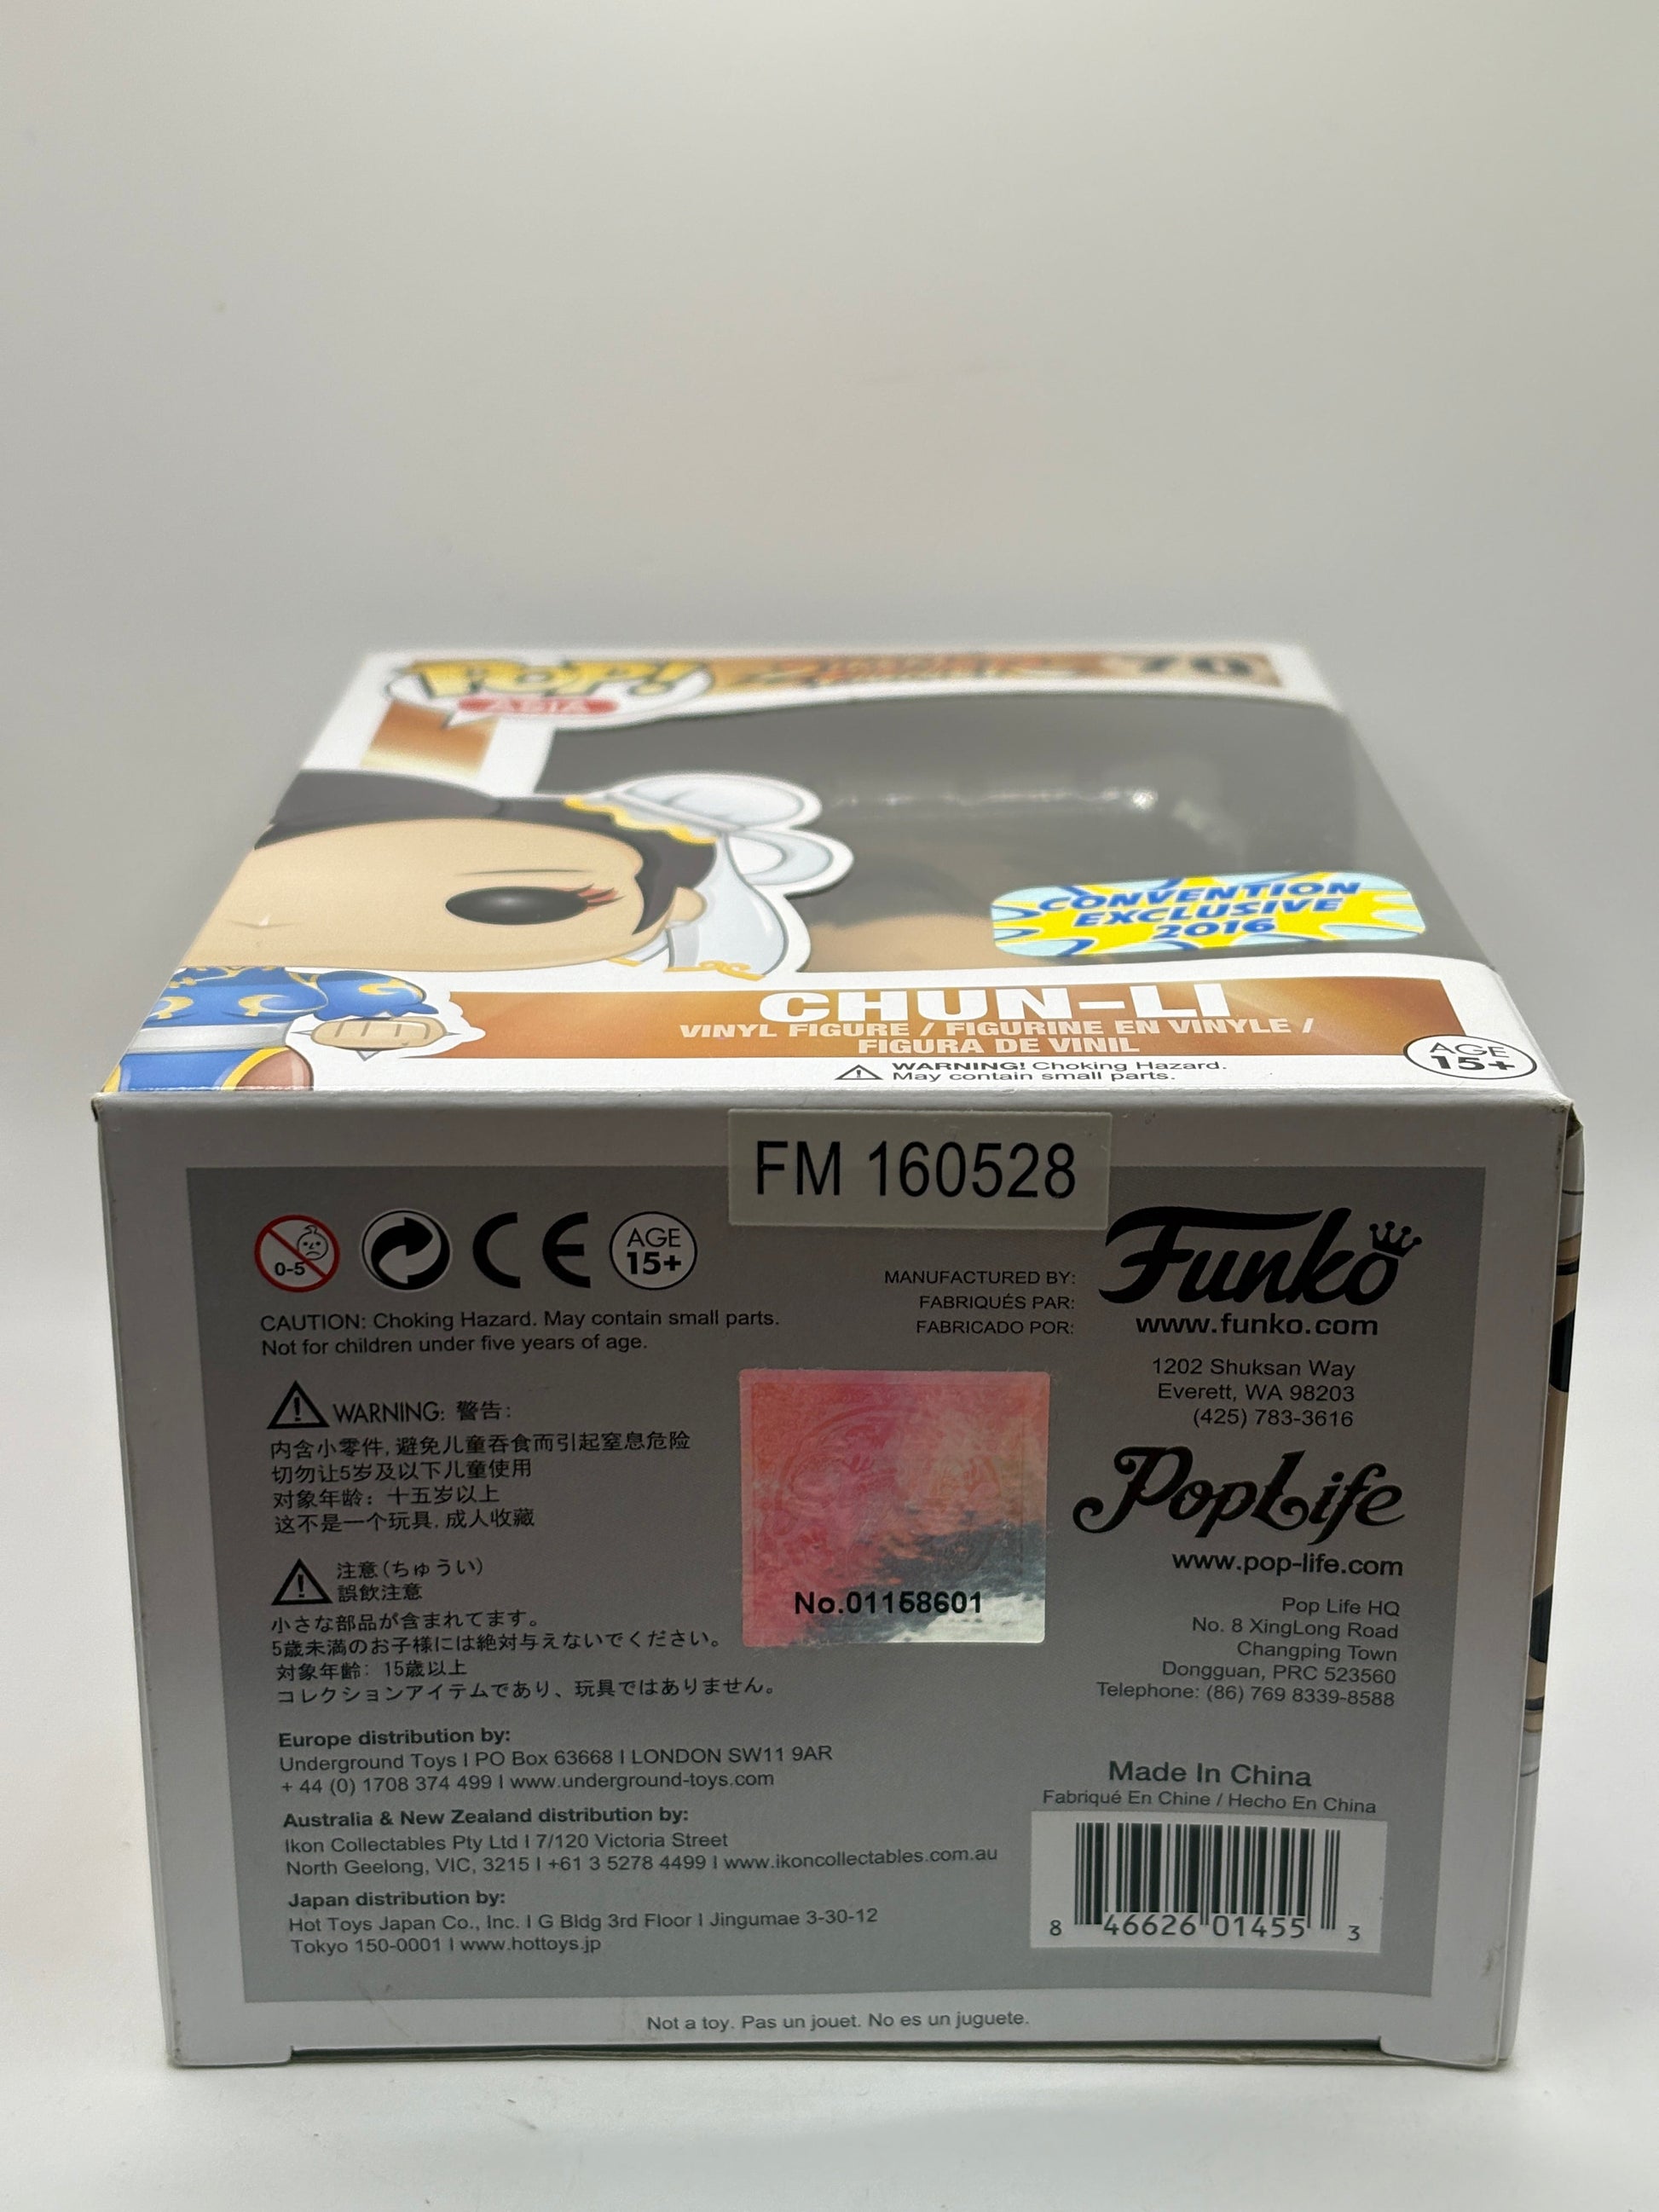 POP!
ASIA
70
CONVENTION
EXCLUSIVE
2016
CHUN-LI
VINYL FIGURE / FIGURINE EN VINYLE /
FIGURA DE VINIL
WARNING! Choking Hazard.
May contain small parts.
AGE
15+
FM 160528
0-5
CE
AGE
15+
CAUTION: Choking Hazard. May contain small parts.
Not for children under five years of age.
WARNING: 警告:
内含小零件, 避免儿童吞食而引起窒息危险
切勿让5岁及以下儿童使用
对象年龄：十五岁以上
这不是一个玩具, 成人收藏
注意(ちゅうい)
誤飲注意
小さな部品が含まれてます。
5歳未満のお子様には絶対与えないでください。
対象年齢：15歳以上
コレクションアイテムであり、玩具ではありません。
Europe distribution by:
Underground Toys I PO Box 63668 I LONDON SW11 9AR
+ 44 (0) 1708 374 499 I www.underground-toys.com
Australia & New Zealand distribution by:
Ikon Collectables Pty Ltd I 7/120 Victoria Street
North Geelong, VIC, 3215 I +61 3 5278 4499 I www.ikoncollectables.com.au
Japan distribution by:
Hot Toys Japan Co., Inc. I G Bldg 3rd Floor I Jingumae 3-30-12
Tokyo 150-0001 I www.hottoys.jp
No.01158601
MANUFACTURED BY:
FABRIQUÉS PAR:
FABRICADO POR:
Funko
www.funko.com
1202 Shuksan Way
Everett, WA 98203
(425) 783-3616
PopLife
www.pop-life.com
Pop Life HQ
No. 8 XingLong Road
Changping Town
Dongguan, PRC 523560
Telephone: (86) 769 8339-8588
Made In China
Fabriqué En Chine / Hecho En China
8 46626 01455 3
Not a toy. Pas un jouet. No es un juguete.